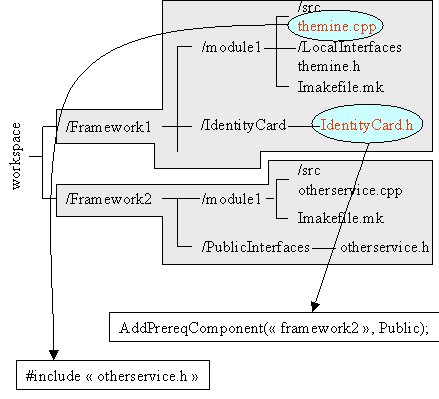 /src
themine.cpp
/module1
/LocalInterfaces
themine.h
Imakefile.mk
/Framework1
/IdentityCard
IdentityCard.h
workspace
/src
otherservice.cpp
/Framework2
/module1
Imakefile.mk
/PublicInterfaces
otherservice.h
AddPrereqComponent(« framework2 », Public);
#include « otherservice.h »